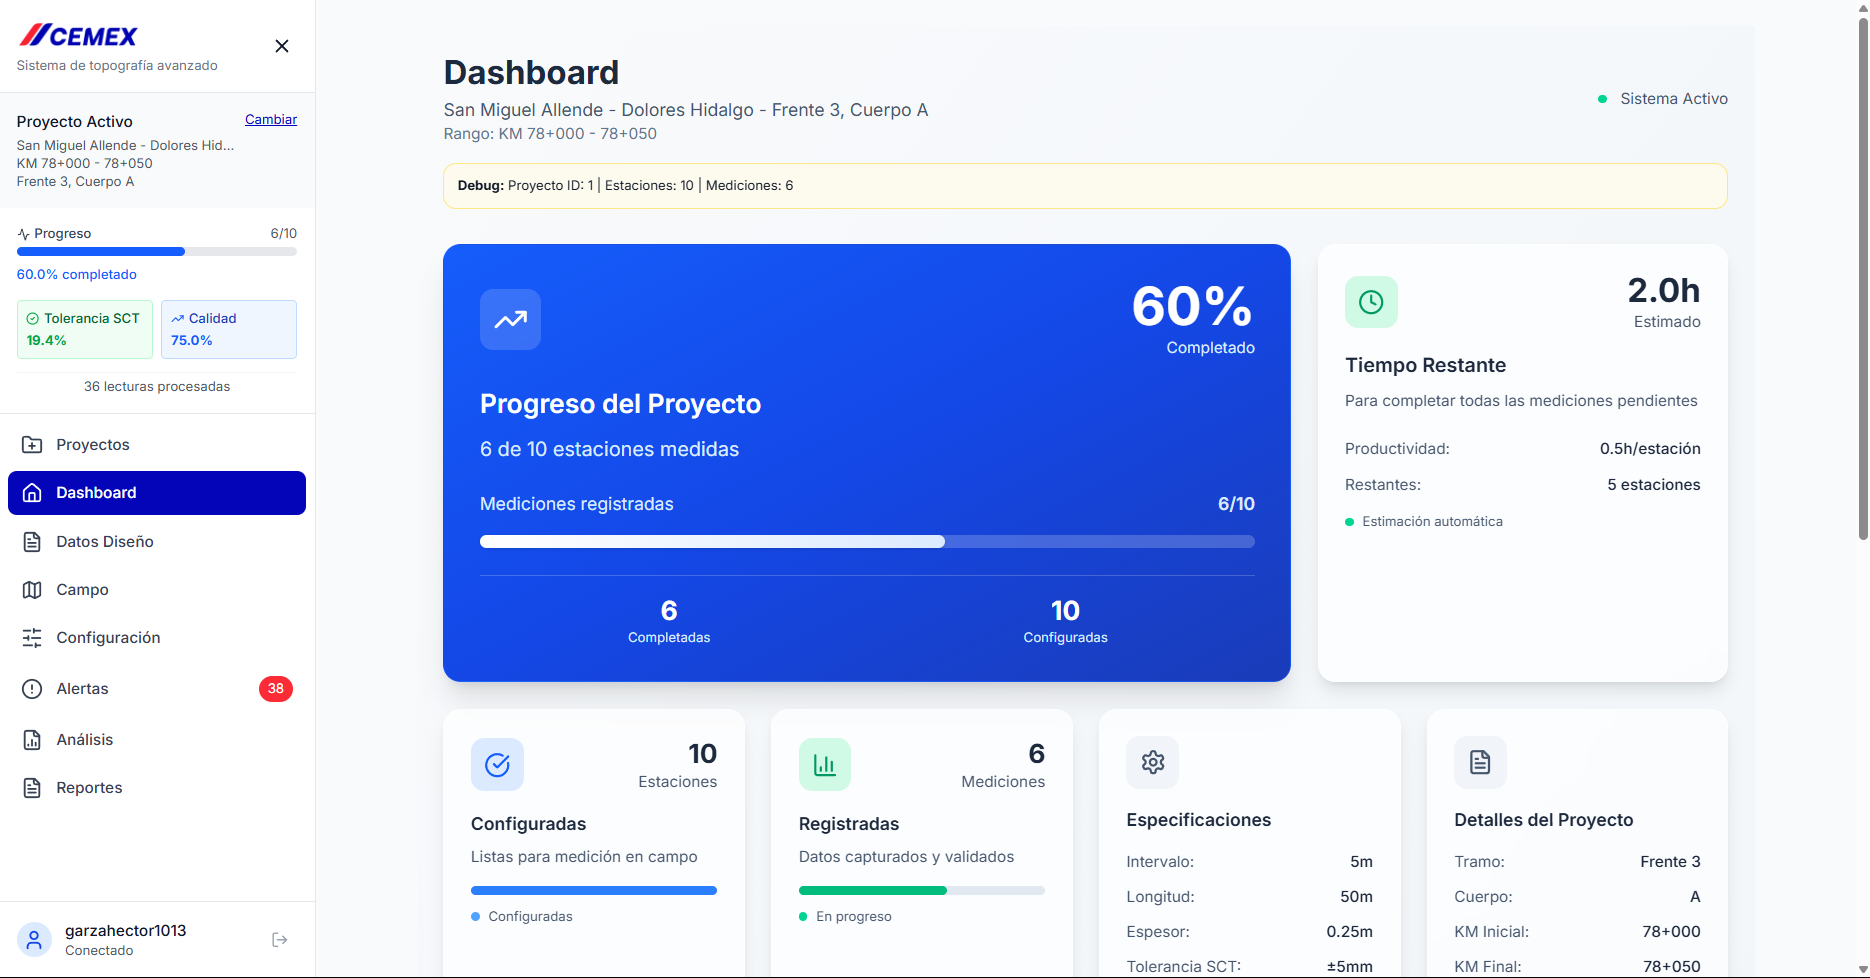 CEMEX
Sistema de topografía avanzado
Proyecto Activo
Cambiar
San Miguel Allende - Dolores Hid...
KM 78+000 - 78+050
Frente 3, Cuerpo A
Progreso
6/10
60.0% completado
Tolerancia SCT
19.4%
Calidad
75.0%
36 lecturas procesadas
Proyectos
Dashboard
Datos Diseño
Campo
Configuración
Alertas
38
Análisis
Reportes
garzahector1013
Conectado
Dashboard
San Miguel Allende - Dolores Hidalgo - Frente 3, Cuerpo A
Rango: KM 78+000 - 78+050
Sistema Activo
Debug: Proyecto ID: 1 | Estaciones: 10 | Mediciones: 6
60%
Completado
Progreso del Proyecto
6 de 10 estaciones medidas
Mediciones registradas
6/10
6
Completadas
10
Configuradas
2.0h
Estimado
Tiempo Restante
Para completar todas las mediciones pendientes
Productividad:
0.5h/estación
Restantes:
5 estaciones
Estimación automática
10
Estaciones
Configuradas
Listas para medición en campo
Configuradas
6
Mediciones
Registradas
Datos capturados y validados
En progreso
Especificaciones
Intervalo:
5m
Longitud:
50m
Espesor:
0.25m
Tolerancia SCT:
±5mm
Detalles del Proyecto
Tramo:
Frente 3
Cuerpo:
A
KM Inicial:
78+000
KM Final:
78+050